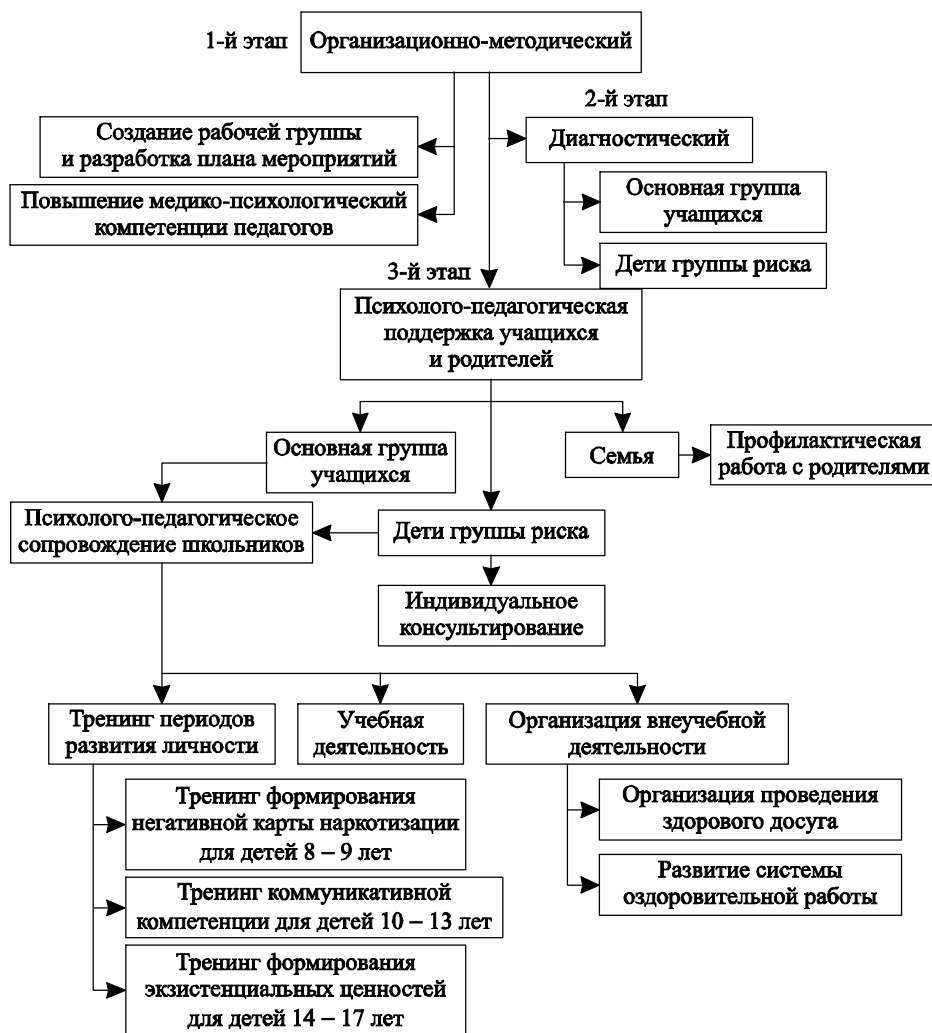 1-й этап
Организационно-методический
2-й этап
Создание рабочей группы
и разработка плана мероприятий
Диагностический
Повышение медико-психологический
компетенции педагогов
Основная группа
учащихся
Дети группы риска
3-й этап
Психолого-педагогическая
поддержка учащихся
и родителей
Основная группа
учащихся
Семья
Профилактическая
работа с родителями
Психолого-педагогическое
сопровождение школьников
Дети группы риска
Индивидуальное
консультирование
Тренинг периодов
развития личности
Учебная
деятельность
Организация внеучебной
деятельности
Тренинг формирования
негативной карты наркотизации
для детей 8 – 9 лет
Тренинг коммуникативной
компетенции для детей 10 – 13 лет
Тренинг формирования
экзистенциальных ценностей
для детей 14 – 17 лет
Организация проведения
здорового досуга
Развитие системы
оздоровительной работы